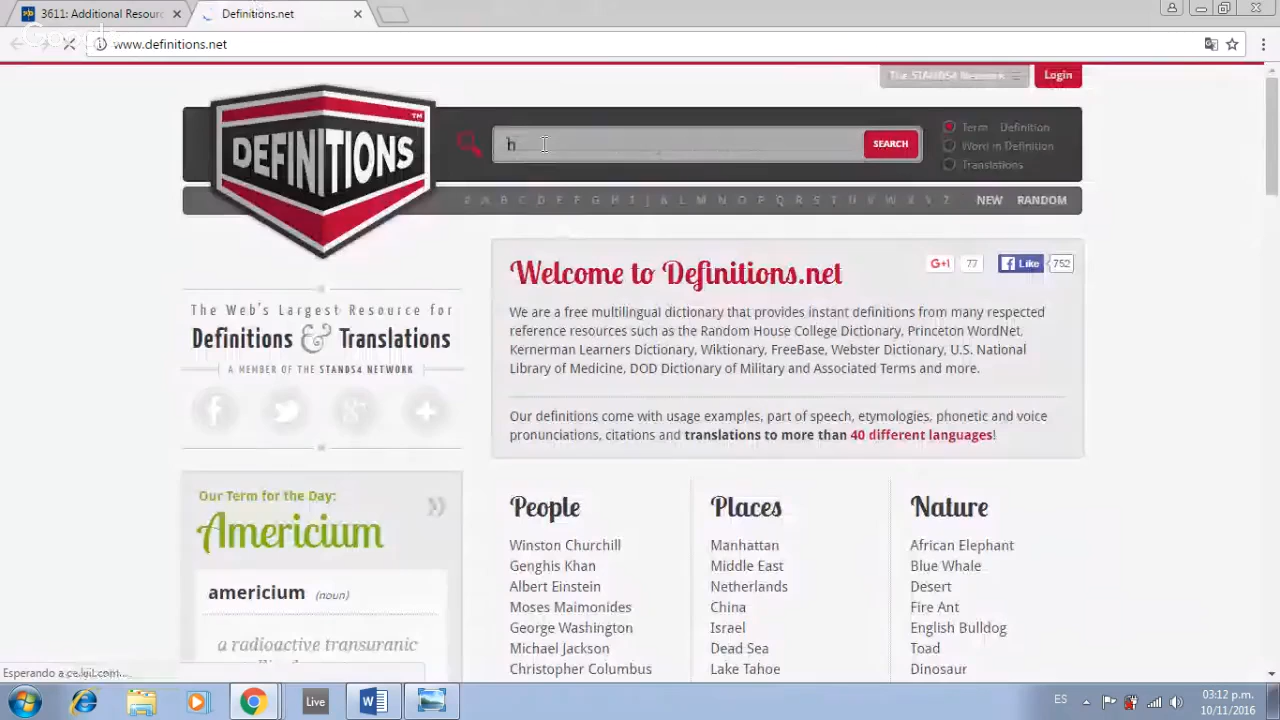 3611: Additional Resour
Definitions.net
www.definitions.net
The STANDS4 Network
Login
DEFINITIONS
TM
h
SEARCH
Term
Definition
Word in Definition
Translations
# A B C D E F G H I J K L M N O P Q R S T U V W X Y Z
NEW
RANDOM
The Web's Largest Resource for
Definitions & Translations
A MEMBER OF THE STANDS4 NETWORK
Welcome to Definitions.net
G+1
77
Like
752
We are a free multilingual dictionary that provides instant definitions from many respected
reference resources such as the Random House College Dictionary, Princeton WordNet,
Kernerman Learners Dictionary, Wiktionary, FreeBase, Webster Dictionary, U.S. National
Library of Medicine, DOD Dictionary of Military and Associated Terms and more.
Our definitions come with usage examples, part of speech, etymologies, phonetic and voice
pronunciations, citations and translations to more than 40 different languages!
Our Term for the Day:
Americium
americium (noun)
a radioactive transuranic
People
Winston Churchill
Genghis Khan
Albert Einstein
Moses Maimonides
George Washington
Michael Jackson
Christopher Columbus
Places
Manhattan
Middle East
Netherlands
China
Israel
Dead Sea
Lake Tahoe
Nature
African Elephant
Blue Whale
Desert
Fire Ant
English Bulldog
Toad
Dinosaur
Live
ES
03:12 p.m.
10/11/2016